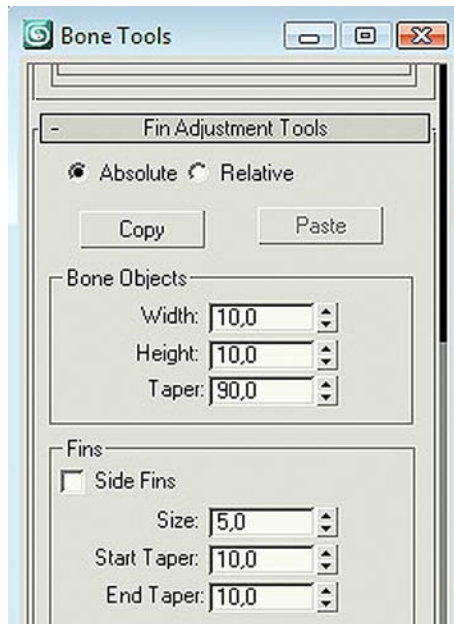 Bone Tools
- Fin Adjustment Tools
Absolute Relative
Copy Paste
Bone Objects
Width: 10,0
Height: 10,0
Taper: 90,0
Fins
Side Fins
Size: 5,0
Start Taper: 10,0
End Taper: 10,0